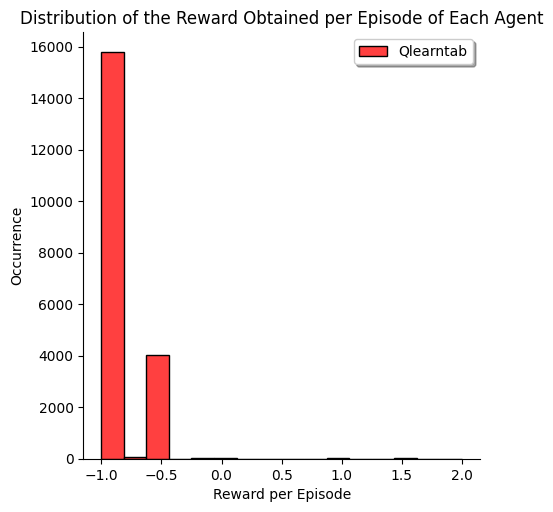 Distribution of the Reward Obtained per Episode of Each Agent
Qlearntab
16000
14000
12000
10000
8000
6000
4000
2000
0
Occurrence
−1.0 −0.5 0.0 0.5 1.0 1.5 2.0
Reward per Episode